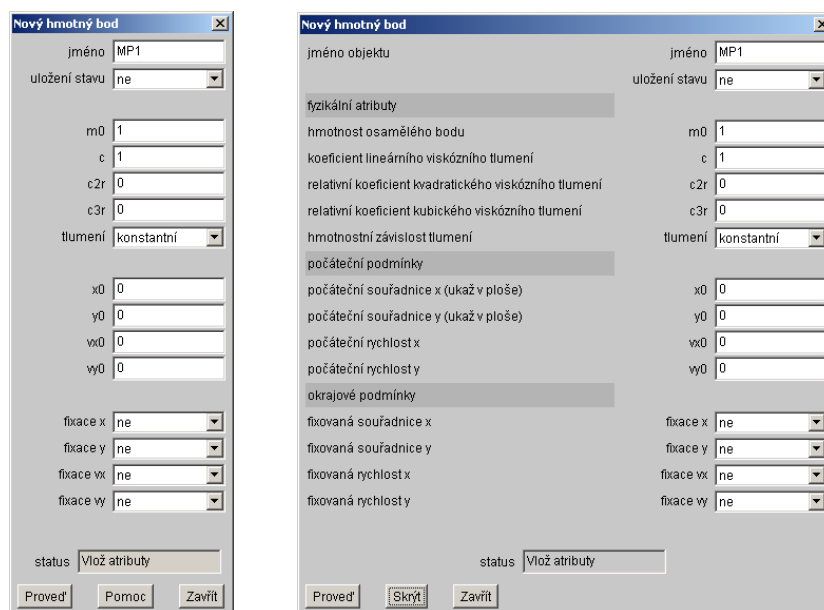 Nový hmotný bod
jméno MP1
uložení stavu ne
m0 1
c 1
c2r 0
c3r 0
tlumení konstantní
x0 0
y0 0
vx0 0
vy0 0
fixace x ne
fixace y ne
fixace vx ne
fixace vy ne
status Vlož atributy
Proveď Pomoc Zavřít
Nový hmotný bod
jméno objektu jméno MP1
uložení stavu ne
fyzikální atributy
hmotnost osamělého bodu m0 1
koeficient lineárního viskózního tlumení c 1
relativní koeficient kvadratického viskózního tlumení c2r 0
relativní koeficient kubického viskózního tlumení c3r 0
hmotnostní závislost tlumení tlumení konstantní
počáteční podmínky
počáteční souřadnice x (ukaž v ploše) x0 0
počáteční souřadnice y (ukaž v ploše) y0 0
počáteční rychlost x vx0 0
počáteční rychlost y vy0 0
okrajové podmínky
fixovaná souřadnice x fixace x ne
fixovaná souřadnice y fixace y ne
fixovaná rychlost x fixace vx ne
fixovaná rychlost y fixace vy ne
status Vlož atributy
Proveď Skrýt Zavřít